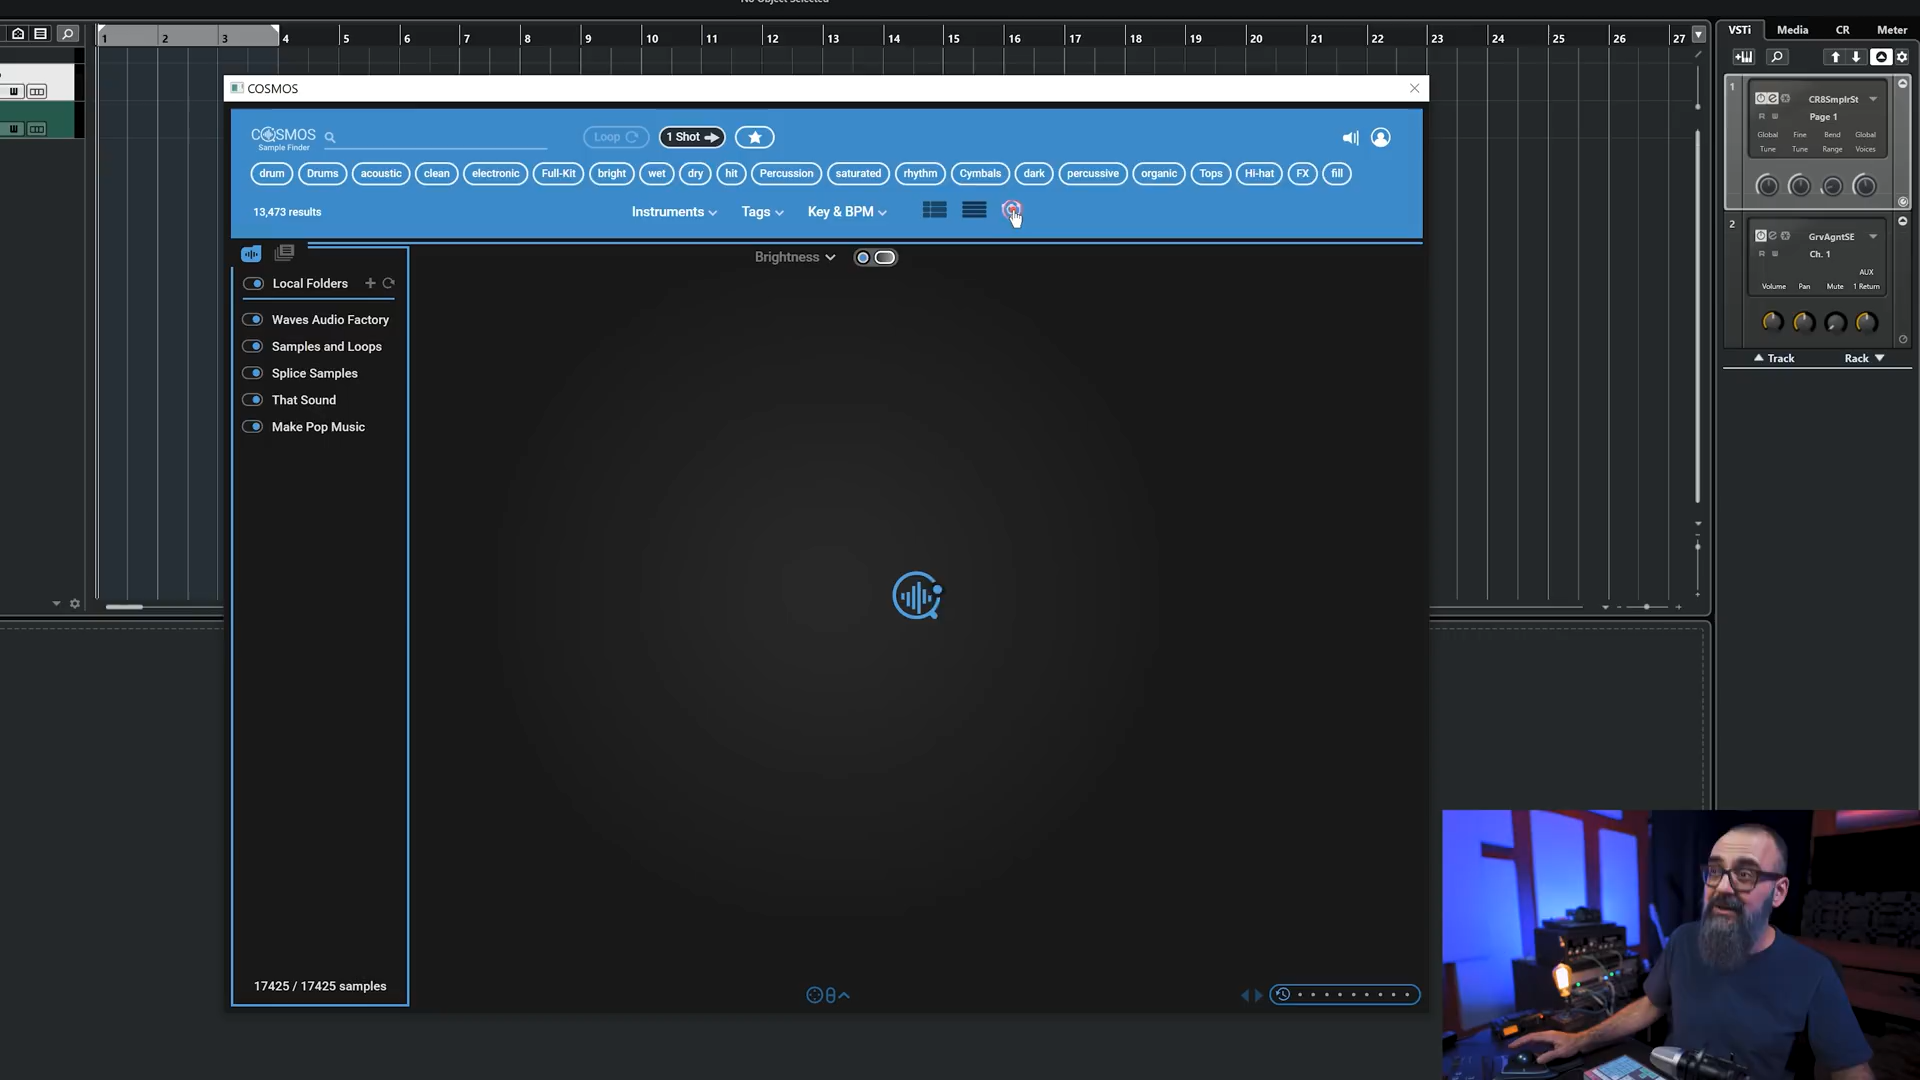 No Object Selected
1 2 3 4 5 6 7 8 9 10 11 12 13 14 15 16 17 18 19 20 21 22 23 24 25 26 27
VSTi Media CR Meter
COSMOS
COSMOS
Sample Finder
Loop
1 Shot
drum Drums acoustic clean electronic Full-Kit bright wet dry hit Percussion saturated rhythm Cymbals dark percussive organic Tops Hi-hat FX fill
13,473 results
Instruments Tags Key & BPM
Brightness
Local Folders
Waves Audio Factory
Samples and Loops
Splice Samples
That Sound
Make Pop Music
17425 / 17425 samples
1
CR8SmplrSt
R W Page 1
Global Fine Bend Global
Tune Tune Range Voices
2
GrvAgntSE
R W Ch. 1
AUX
Volume Pan Mute 1 Return
Track Rack